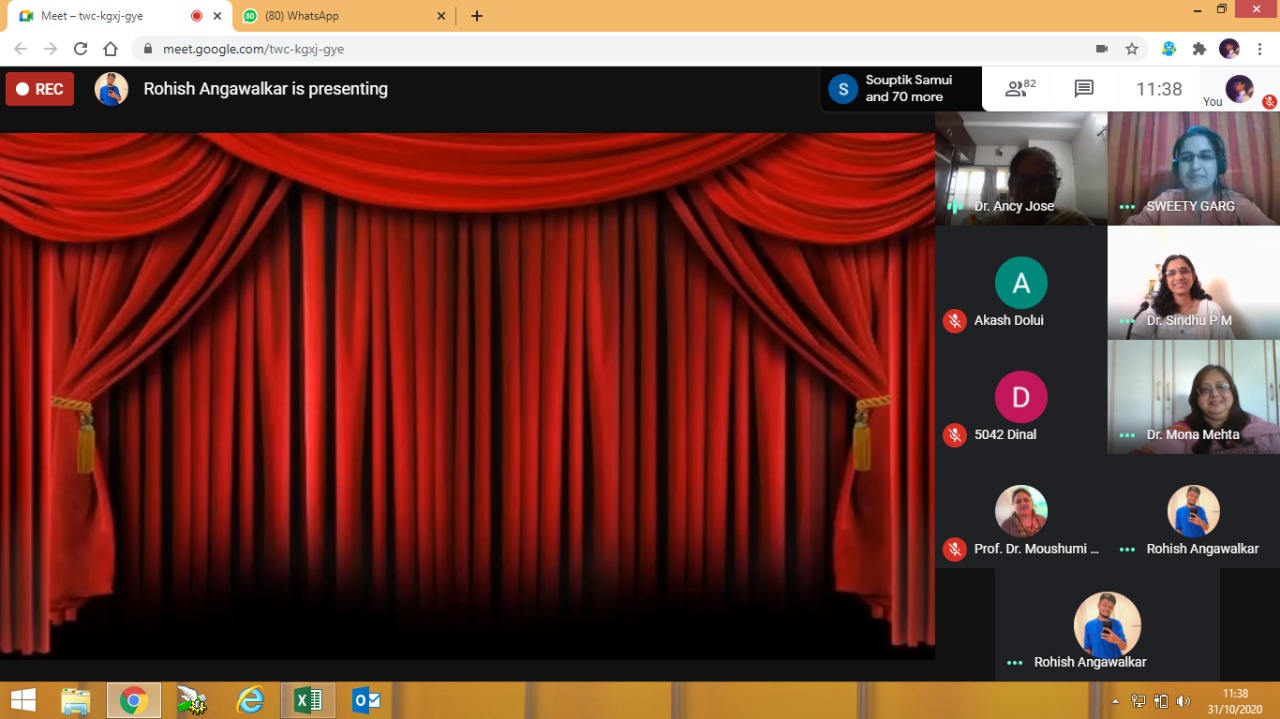 Meet – twc-kgxj-gye
(80) WhatsApp
meet.google.com/twc-kgxj-gye
REC
Rohish Angawalkar is presenting
S
Souptik Samui
and 70 more
82
11:38
You
Dr. Ancy Jose
SWEETY GARG
A
Akash Dolui
Dr. Sindhu P M
D
5042 Dinal
Dr. Mona Mehta
Prof. Dr. Moushumi ...
Rohish Angawalkar
Rohish Angawalkar
11:38
31/10/2020